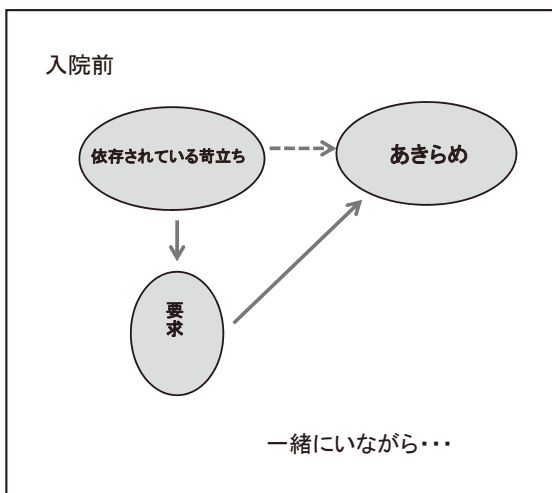 入院前
依存されている苛立ち
あきらめ
要求
一緒にいながら・・・